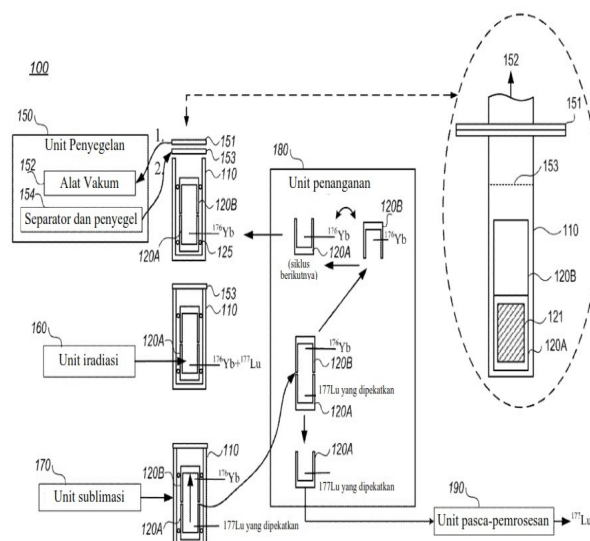 100
150
Unit Penyegelan
152
Alat Vakum
154
Separator dan penyegel
1.
2.
151
153
110
120B
¹⁷⁶Yb
120A
125
153
110
160
Unit iradiasi
120A
¹⁷⁶Yb+¹⁷⁷Lu
170
Unit sublimasi
110
120B
¹⁷⁶Yb
120A
177Lu yang dipekatkan
180
Unit penanganan
120B
¹⁷⁶Yb
¹⁷⁶Yb
120A
(siklus
berikutnya)
¹⁷⁶Yb
120B
177Lu yang dipekatkan
120A
120A
177Lu yang dipekatkan
190
Unit pasca-pemrosesan
¹⁷⁷Lu
152
151
153
110
120B
121
120A